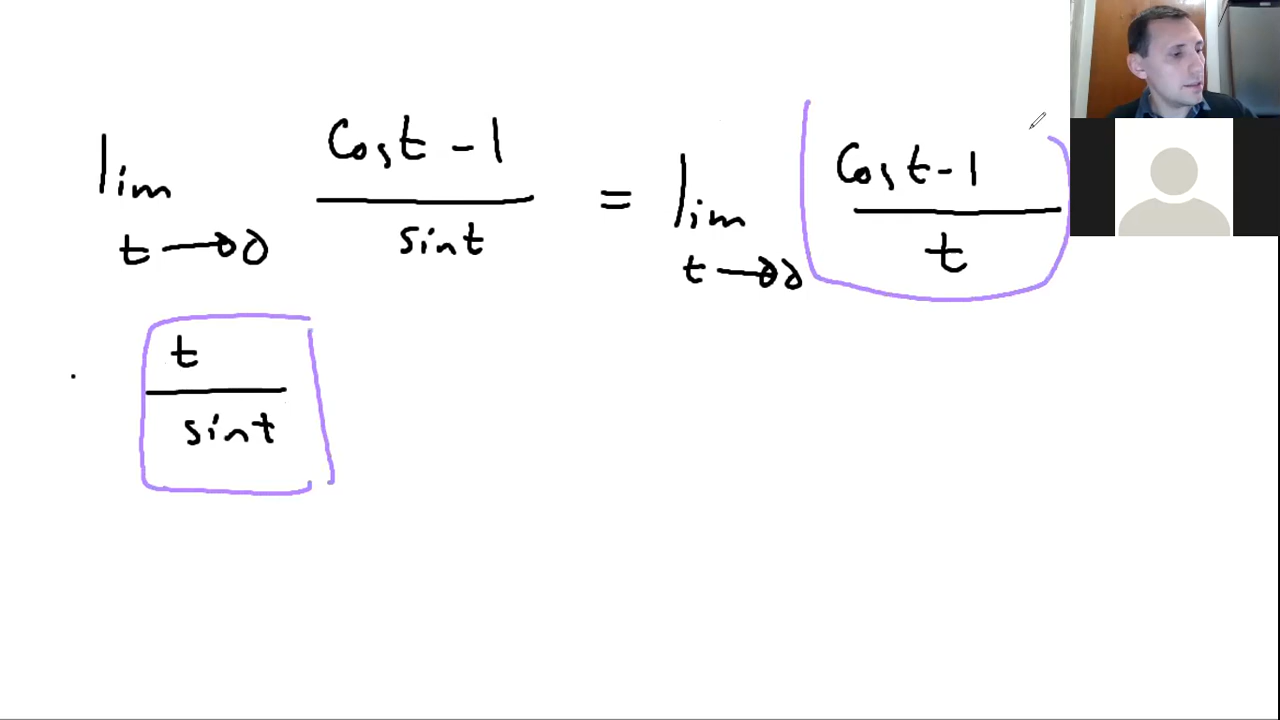 lim cos t - 1 / sin t = lim cos t - 1 / t
t → 0 t → 0
· t / sin t